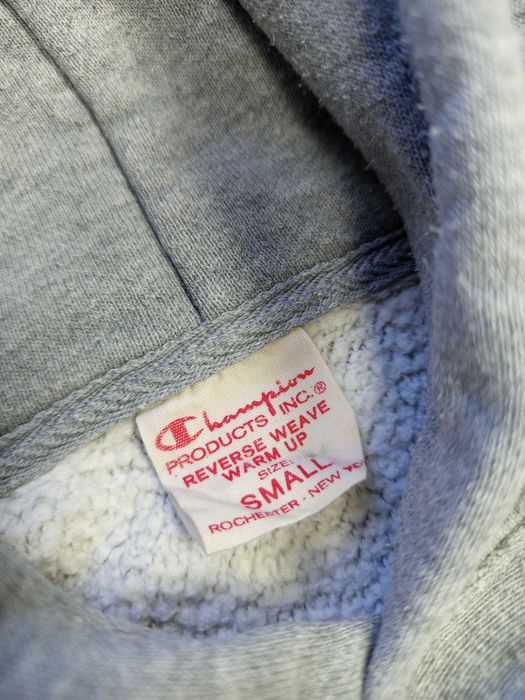 Champion
PRODUCTS INC.®
REVERSE WEAVE
WARM UP
SIZE:
SMALL
ROCHESTER - NEW YO